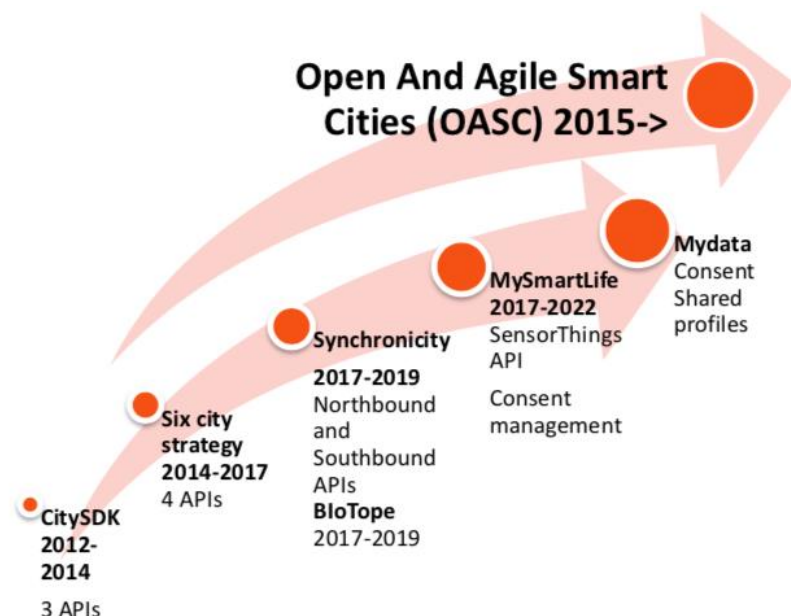 Open And Agile Smart
Cities (OASC) 2015->
CitySDK
2012-
2014
3 APIs
Six city
strategy
2014-2017
4 APIs
Synchronicity
2017-2019
Northbound
and
Southbound
APIs
BIoTope
2017-2019
MySmartLife
2017-2022
SensorThings
API
Consent
management
Mydata
Consent
Shared
profiles